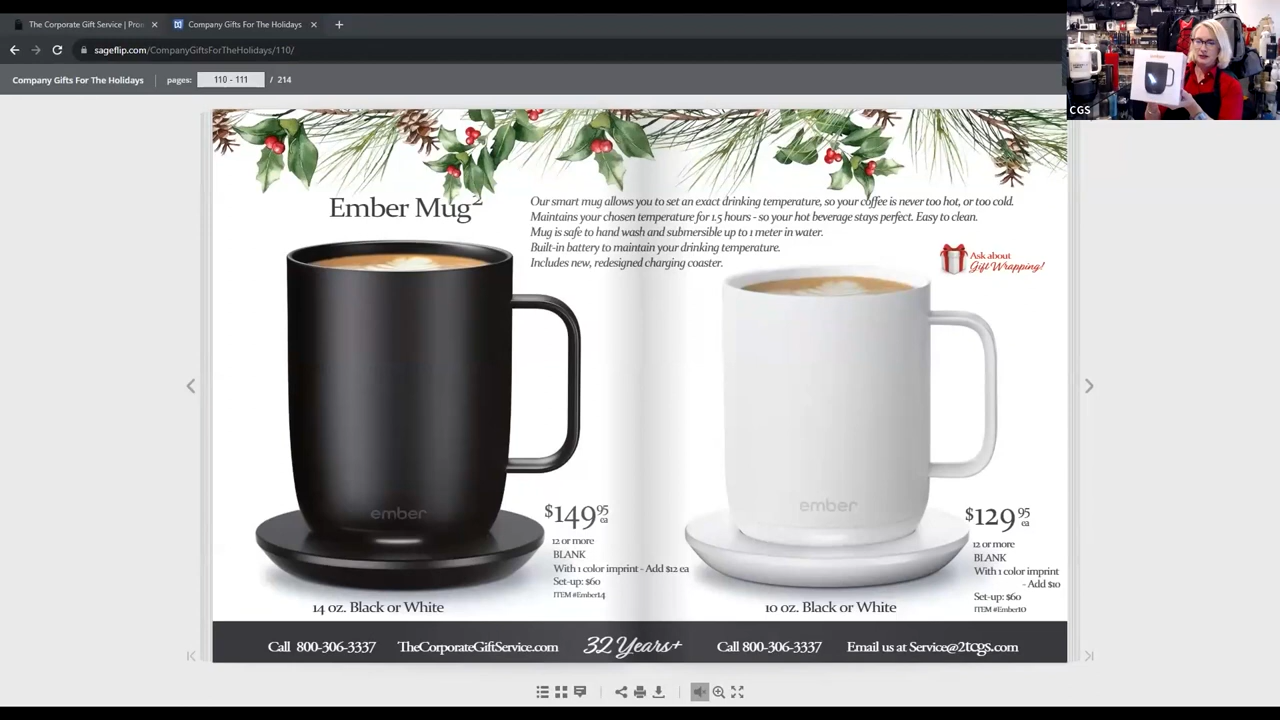 The Corporate Gift Service | Pro
Company Gifts For The Holidays
sageflip.com/CompanyGiftsForTheHolidays/110/
Company Gifts For The Holidays
pages: 110 - 111 / 214
CGS
Ember Mug²
Our smart mug allows you to set an exact drinking temperature, so your coffee is never too hot, or too cold.
Maintains your chosen temperature for 1.5 hours - so your hot beverage stays perfect. Easy to clean.
Mug is safe to hand wash and submersible up to 1 meter in water.
Built-in battery to maintain your drinking temperature.
Includes new, redesigned charging coaster.
Ask about
Gift Wrapping!
ember
$149.95 ea
12 or more
BLANK
With 1 color imprint - Add $12 ea
Set-up: $60
ITEM #Ember14
14 oz. Black or White
ember
$129.95 ea
12 or more
BLANK
With 1 color imprint
- Add $10
Set-up: $60
ITEM #Ember10
10 oz. Black or White
Call 800-306-3337 TheCorporateGiftService.com 32 Years+ Call 800-306-3337 Email us at Service@2tcgs.com